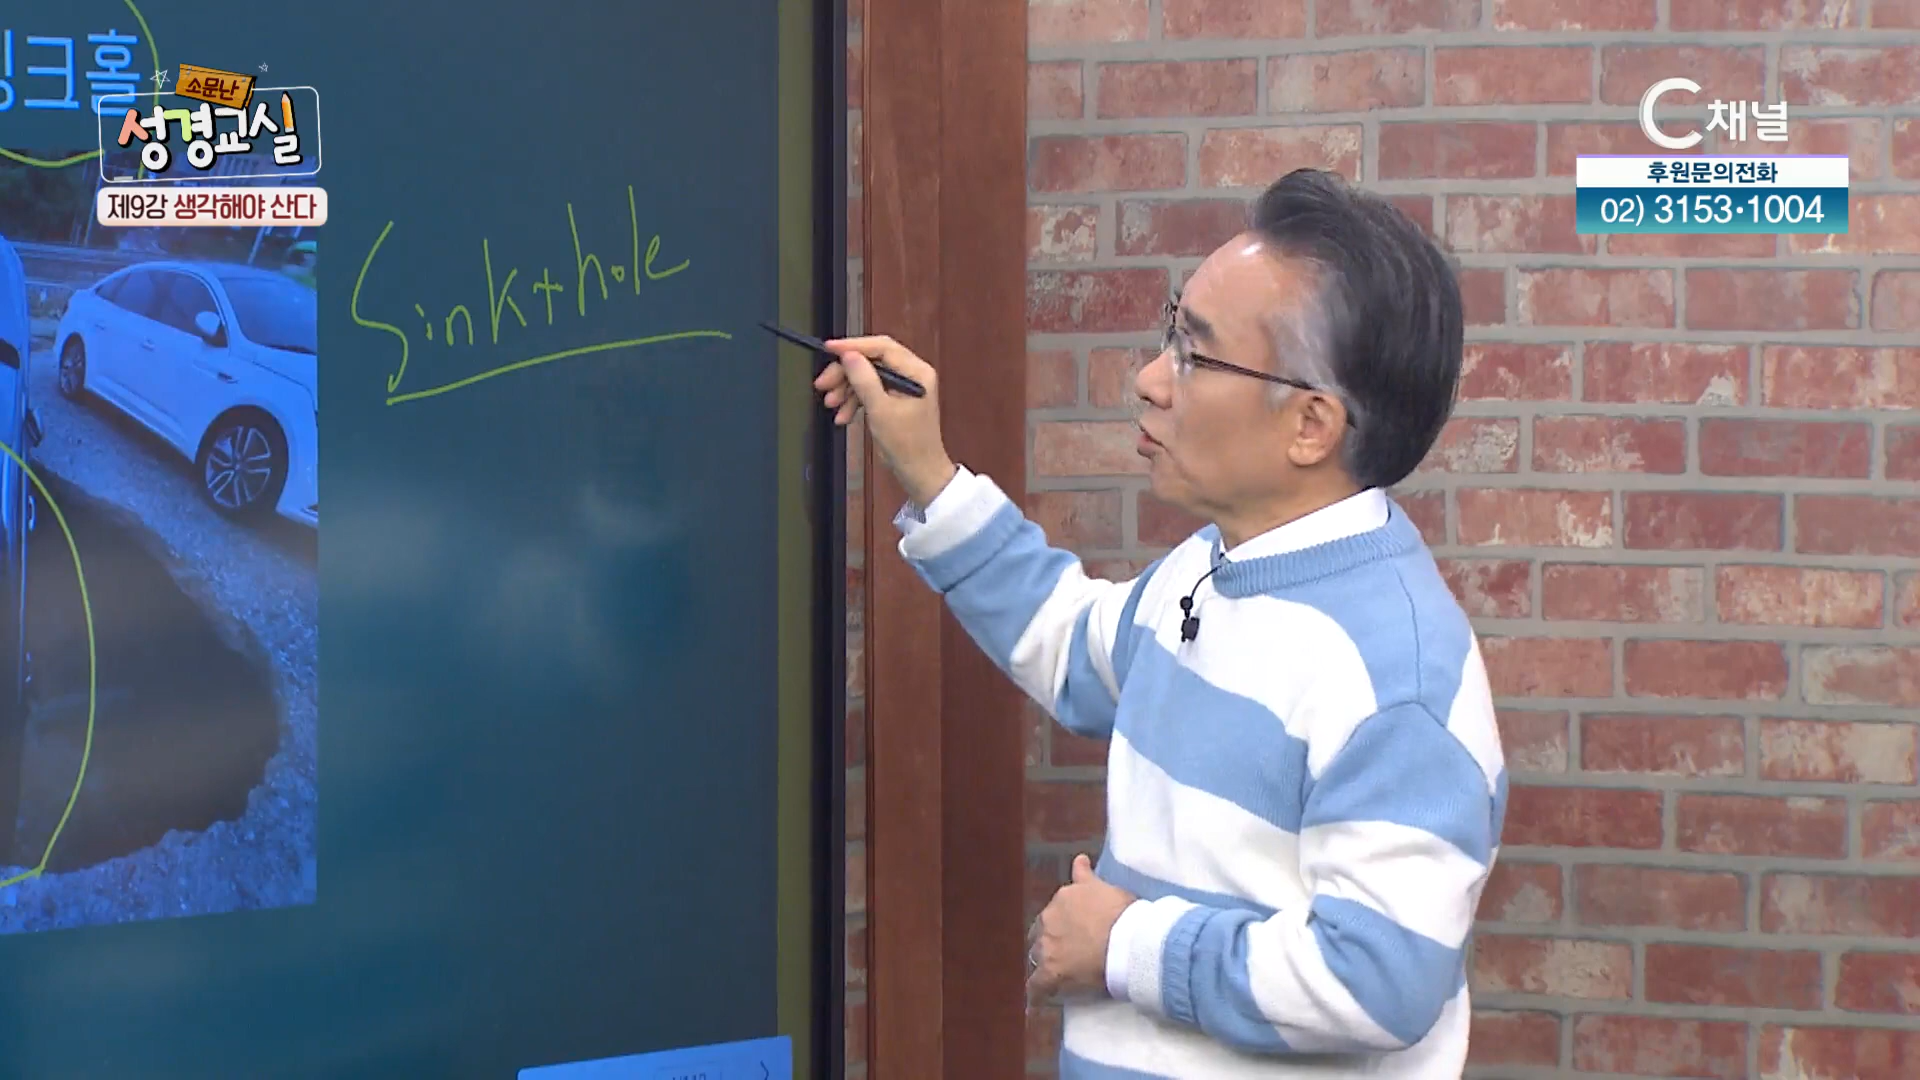 크홀
소문난
성경교실
제9강 생각해야 산다
Sink+hole
C채널
후원문의전화
02) 3153·1004